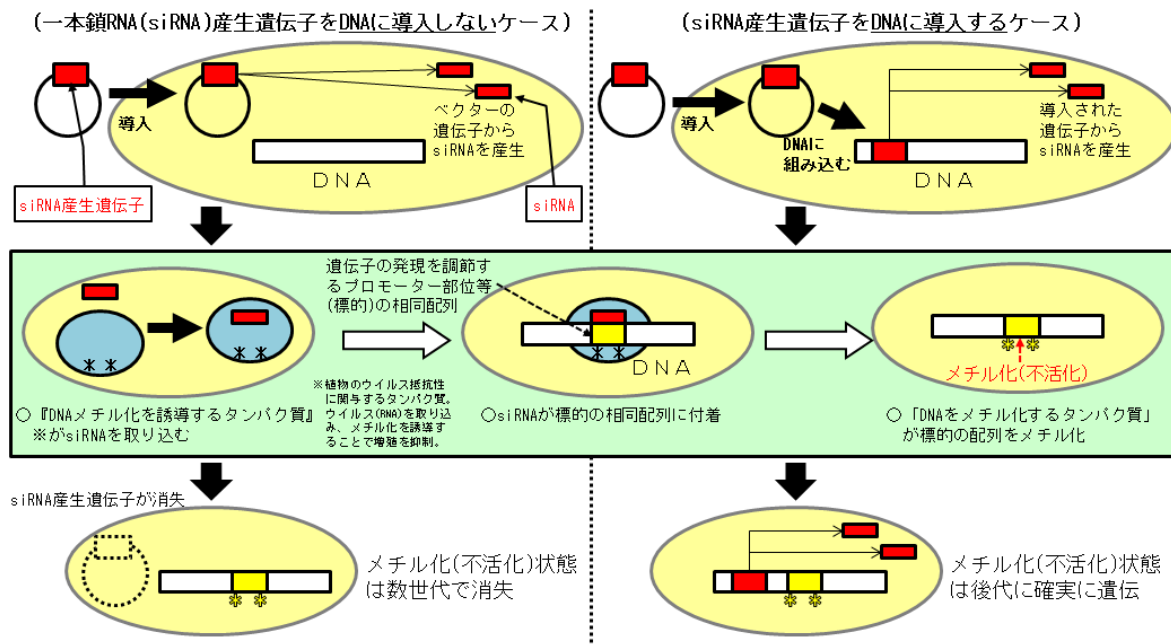 (一本鎖RNA(siRNA)産生遺伝子をDNAに導入しないケース)
導入
ベクターの
遺伝子から
siRNAを産生
DNA
siRNA産生遺伝子
siRNA
(siRNA産生遺伝子をDNAに導入するケース)
導入
DNAに
組み込む
導入された
遺伝子から
siRNAを産生
DNA
遺伝子の発現を調節す
るプロモーター部位等
(標的)の相同配列
○『DNAメチル化を誘導するタンパク質』
※がsiRNAを取り込む
※植物のウイルス抵抗性
に関与するタンパク質。
ウイルス(RNA)を取り込
み、メチル化を誘導す
ることで増殖を抑制。
DNA
○siRNAが標的の相同配列に付着
メチル化(不活化)
○「DNAをメチル化するタンパク質」
が標的の配列をメチル化
siRNA産生遺伝子が消失
メチル化(不活化)状態
は数世代で消失
メチル化(不活化)状態
は後代に確実に遺伝